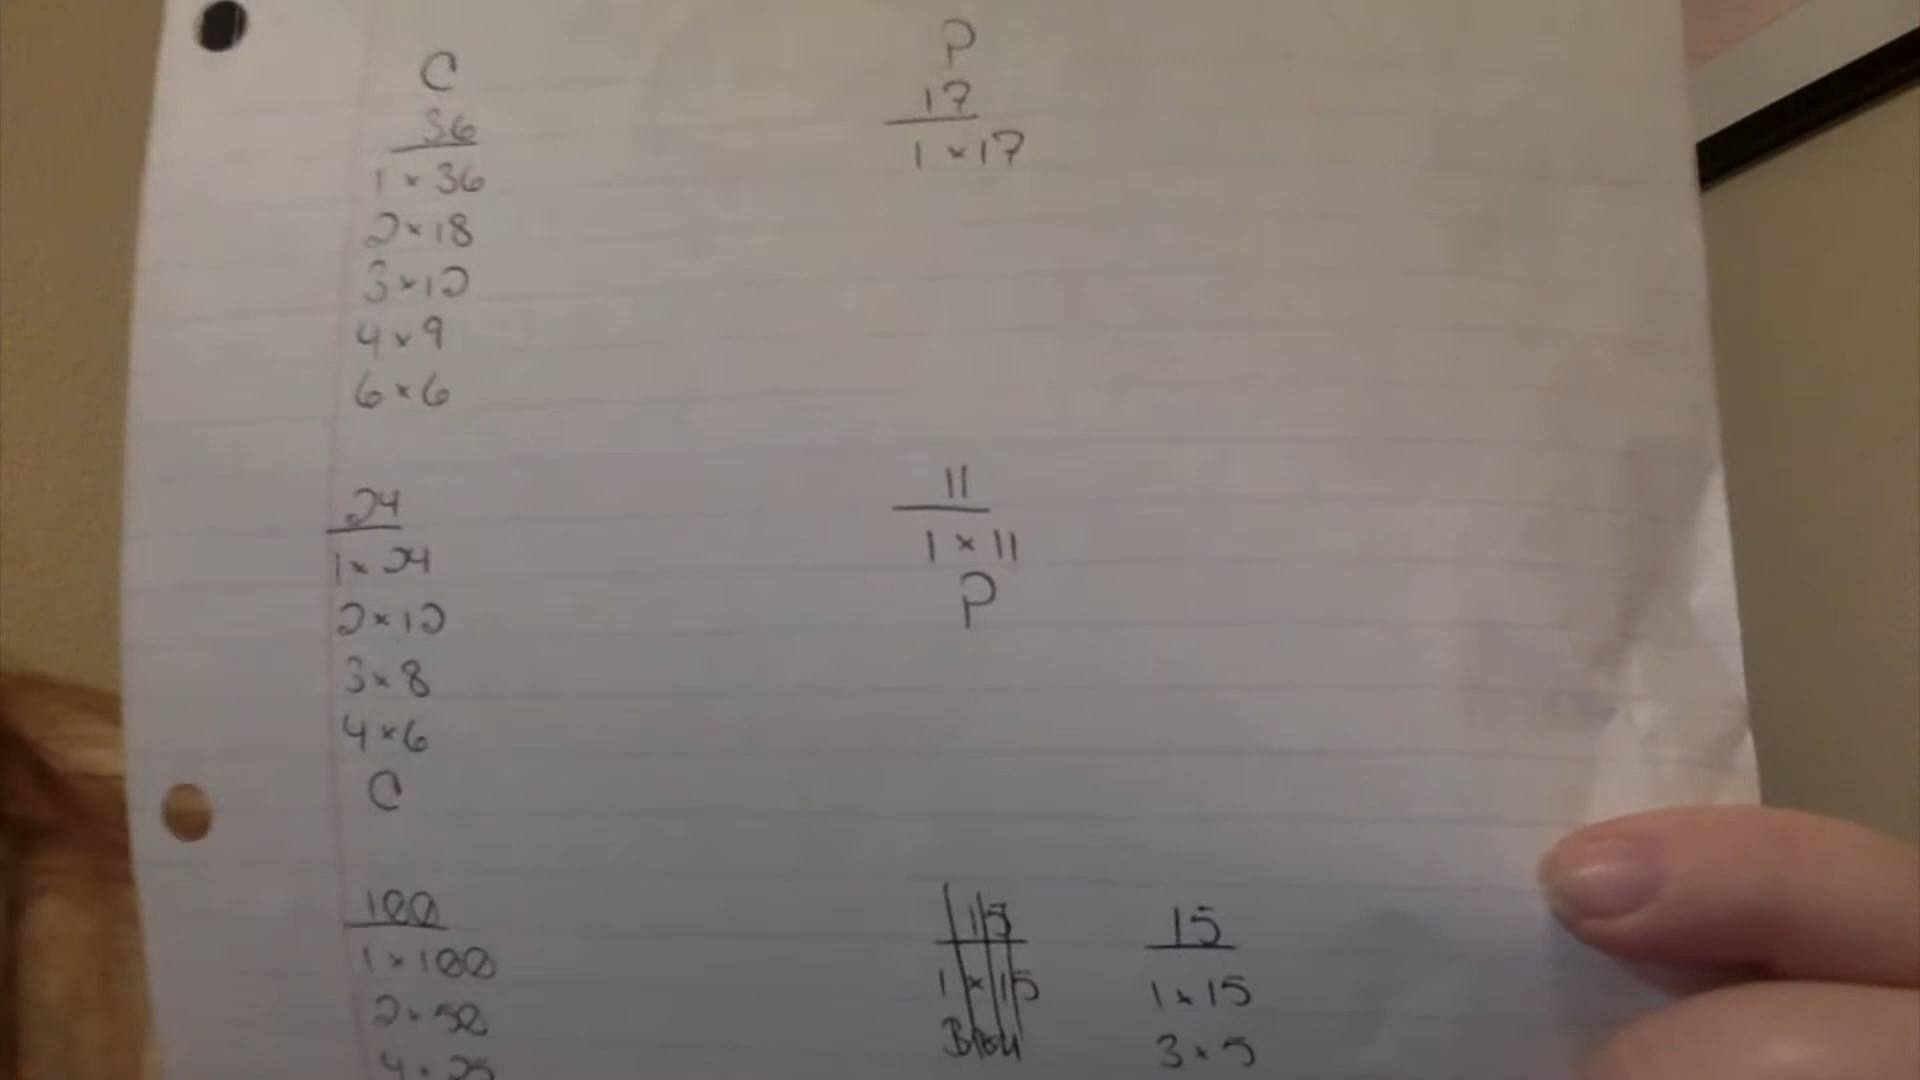 C
36
1 × 36
2 × 18
3 × 12
4 × 9
6 × 6
P
17
1 × 17
24
1 × 24
2 × 12
3 × 8
4 × 6
C
11
1 × 11
P
100
1 × 100
2 × 50
4 × 25
15
1 × 15
15
1 × 15
3 × 5